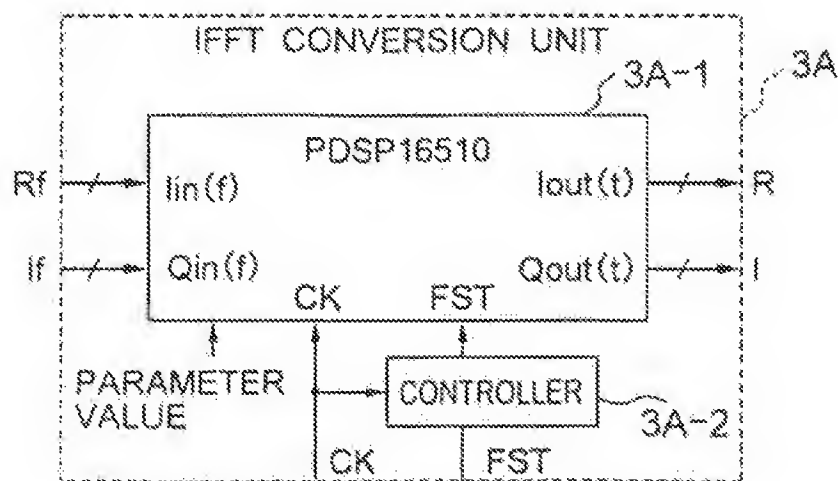 IFFT CONVERSION UNIT
3A-1
3A
PDSP16510
Rf
Iin(f)
Iout(t)
R
If
Qin(f)
Qout(t)
I
CK
FST
PARAMETER
VALUE
CONTROLLER
3A-2
CK
FST